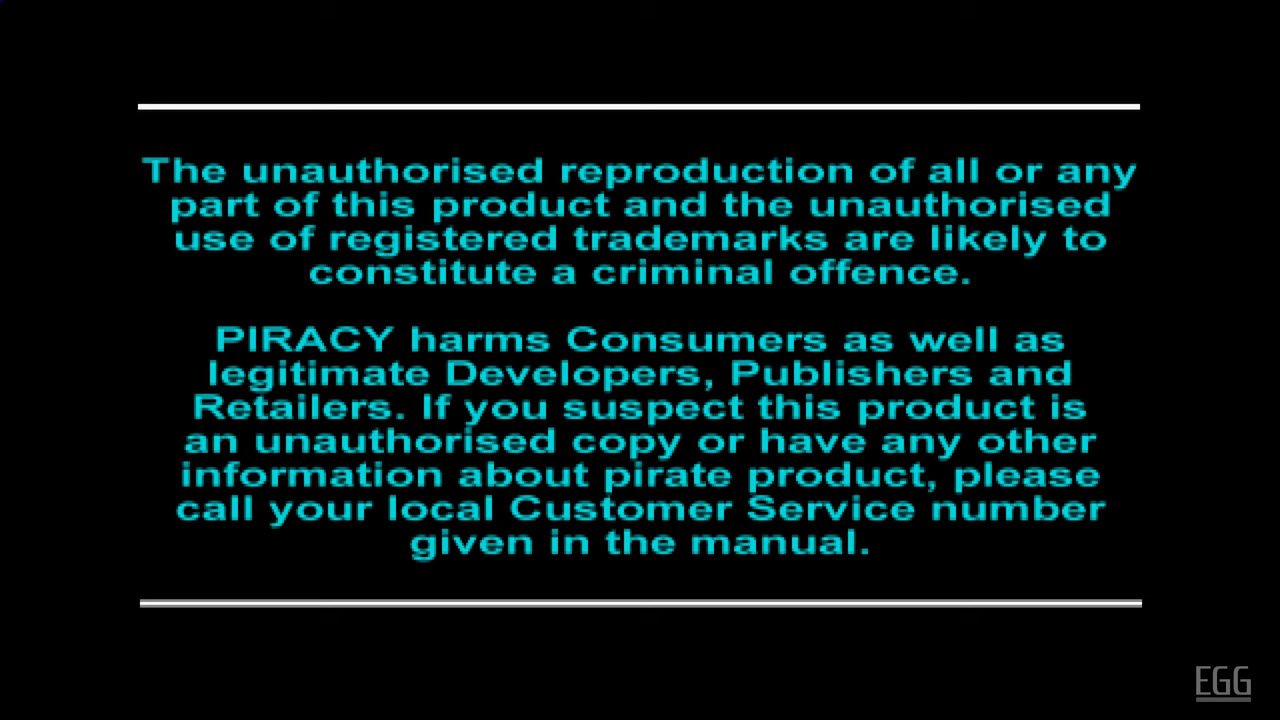 The unauthorised reproduction of all or any
part of this product and the unauthorised
use of registered trademarks are likely to
constitute a criminal offence.
PIRACY harms Consumers as well as
legitimate Developers, Publishers and
Retailers. If you suspect this product is
an unauthorised copy or have any other
information about pirate product, please
call your local Customer Service number
given in the manual.
EGG